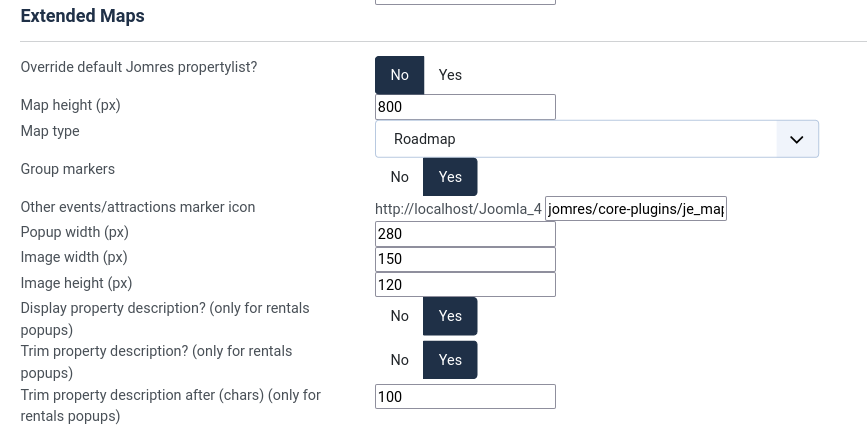 Extended Maps
Override default Jomres propertylist?
No Yes
Map height (px)
800
Map type
Roadmap
Group markers
No Yes
Other events/attractions marker icon
http://localhost/Joomla_4 jomres/core-plugins/je_map
Popup width (px)
280
Image width (px)
150
Image height (px)
120
Display property description? (only for rentals
popups)
No Yes
Trim property description? (only for rentals
popups)
No Yes
Trim property description after (chars) (only for
rentals popups)
100